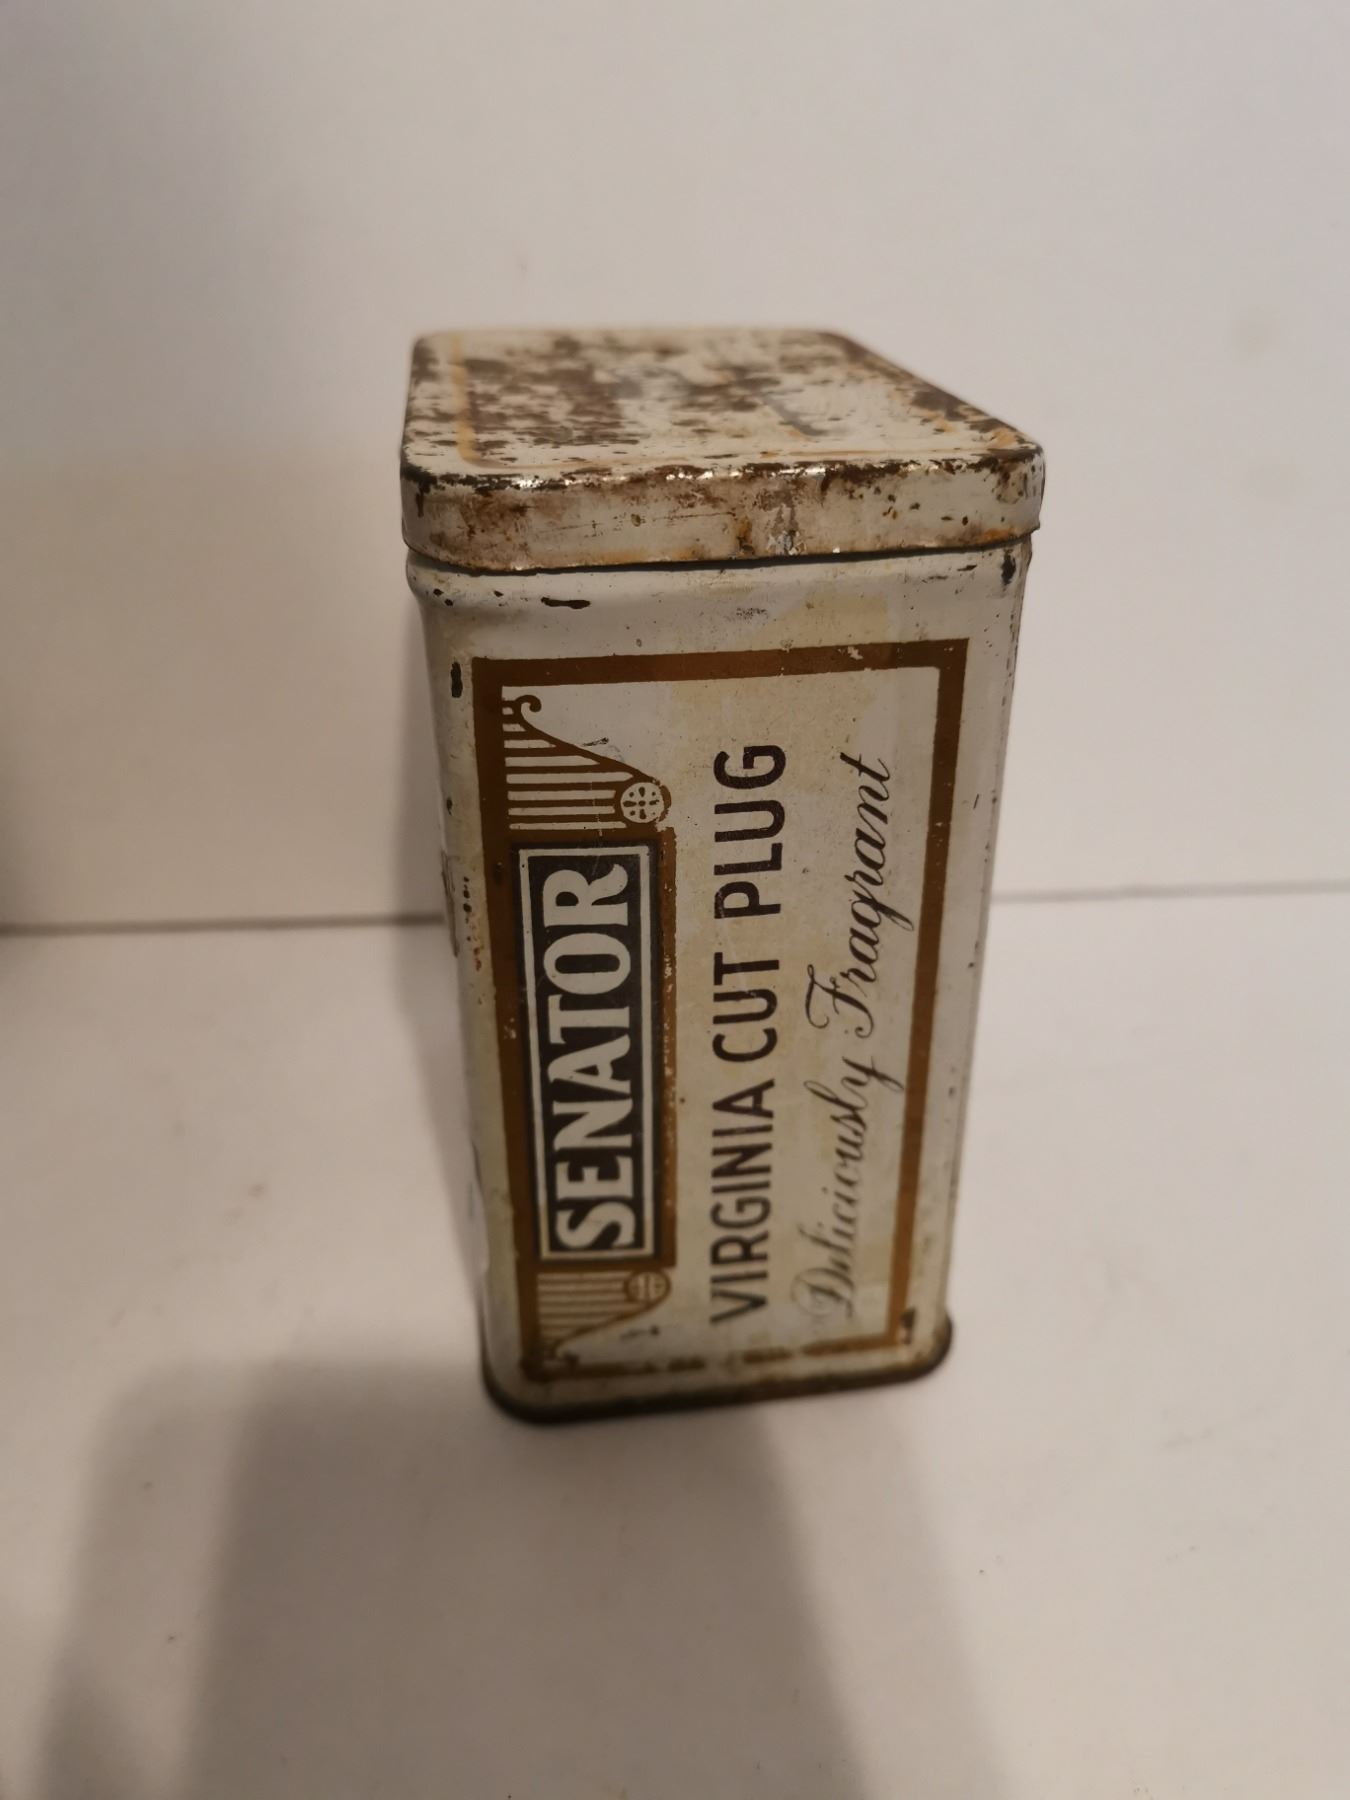 SENATOR
VIRGINIA CUT PLUG
Deliciously Fragrant